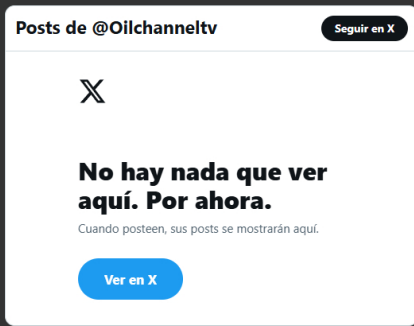 Posts de @Oilchanneltv
Seguir en X
No hay nada que ver
aquí. Por ahora.
Cuando posteen, sus posts se mostrarán aquí.
Ver en X